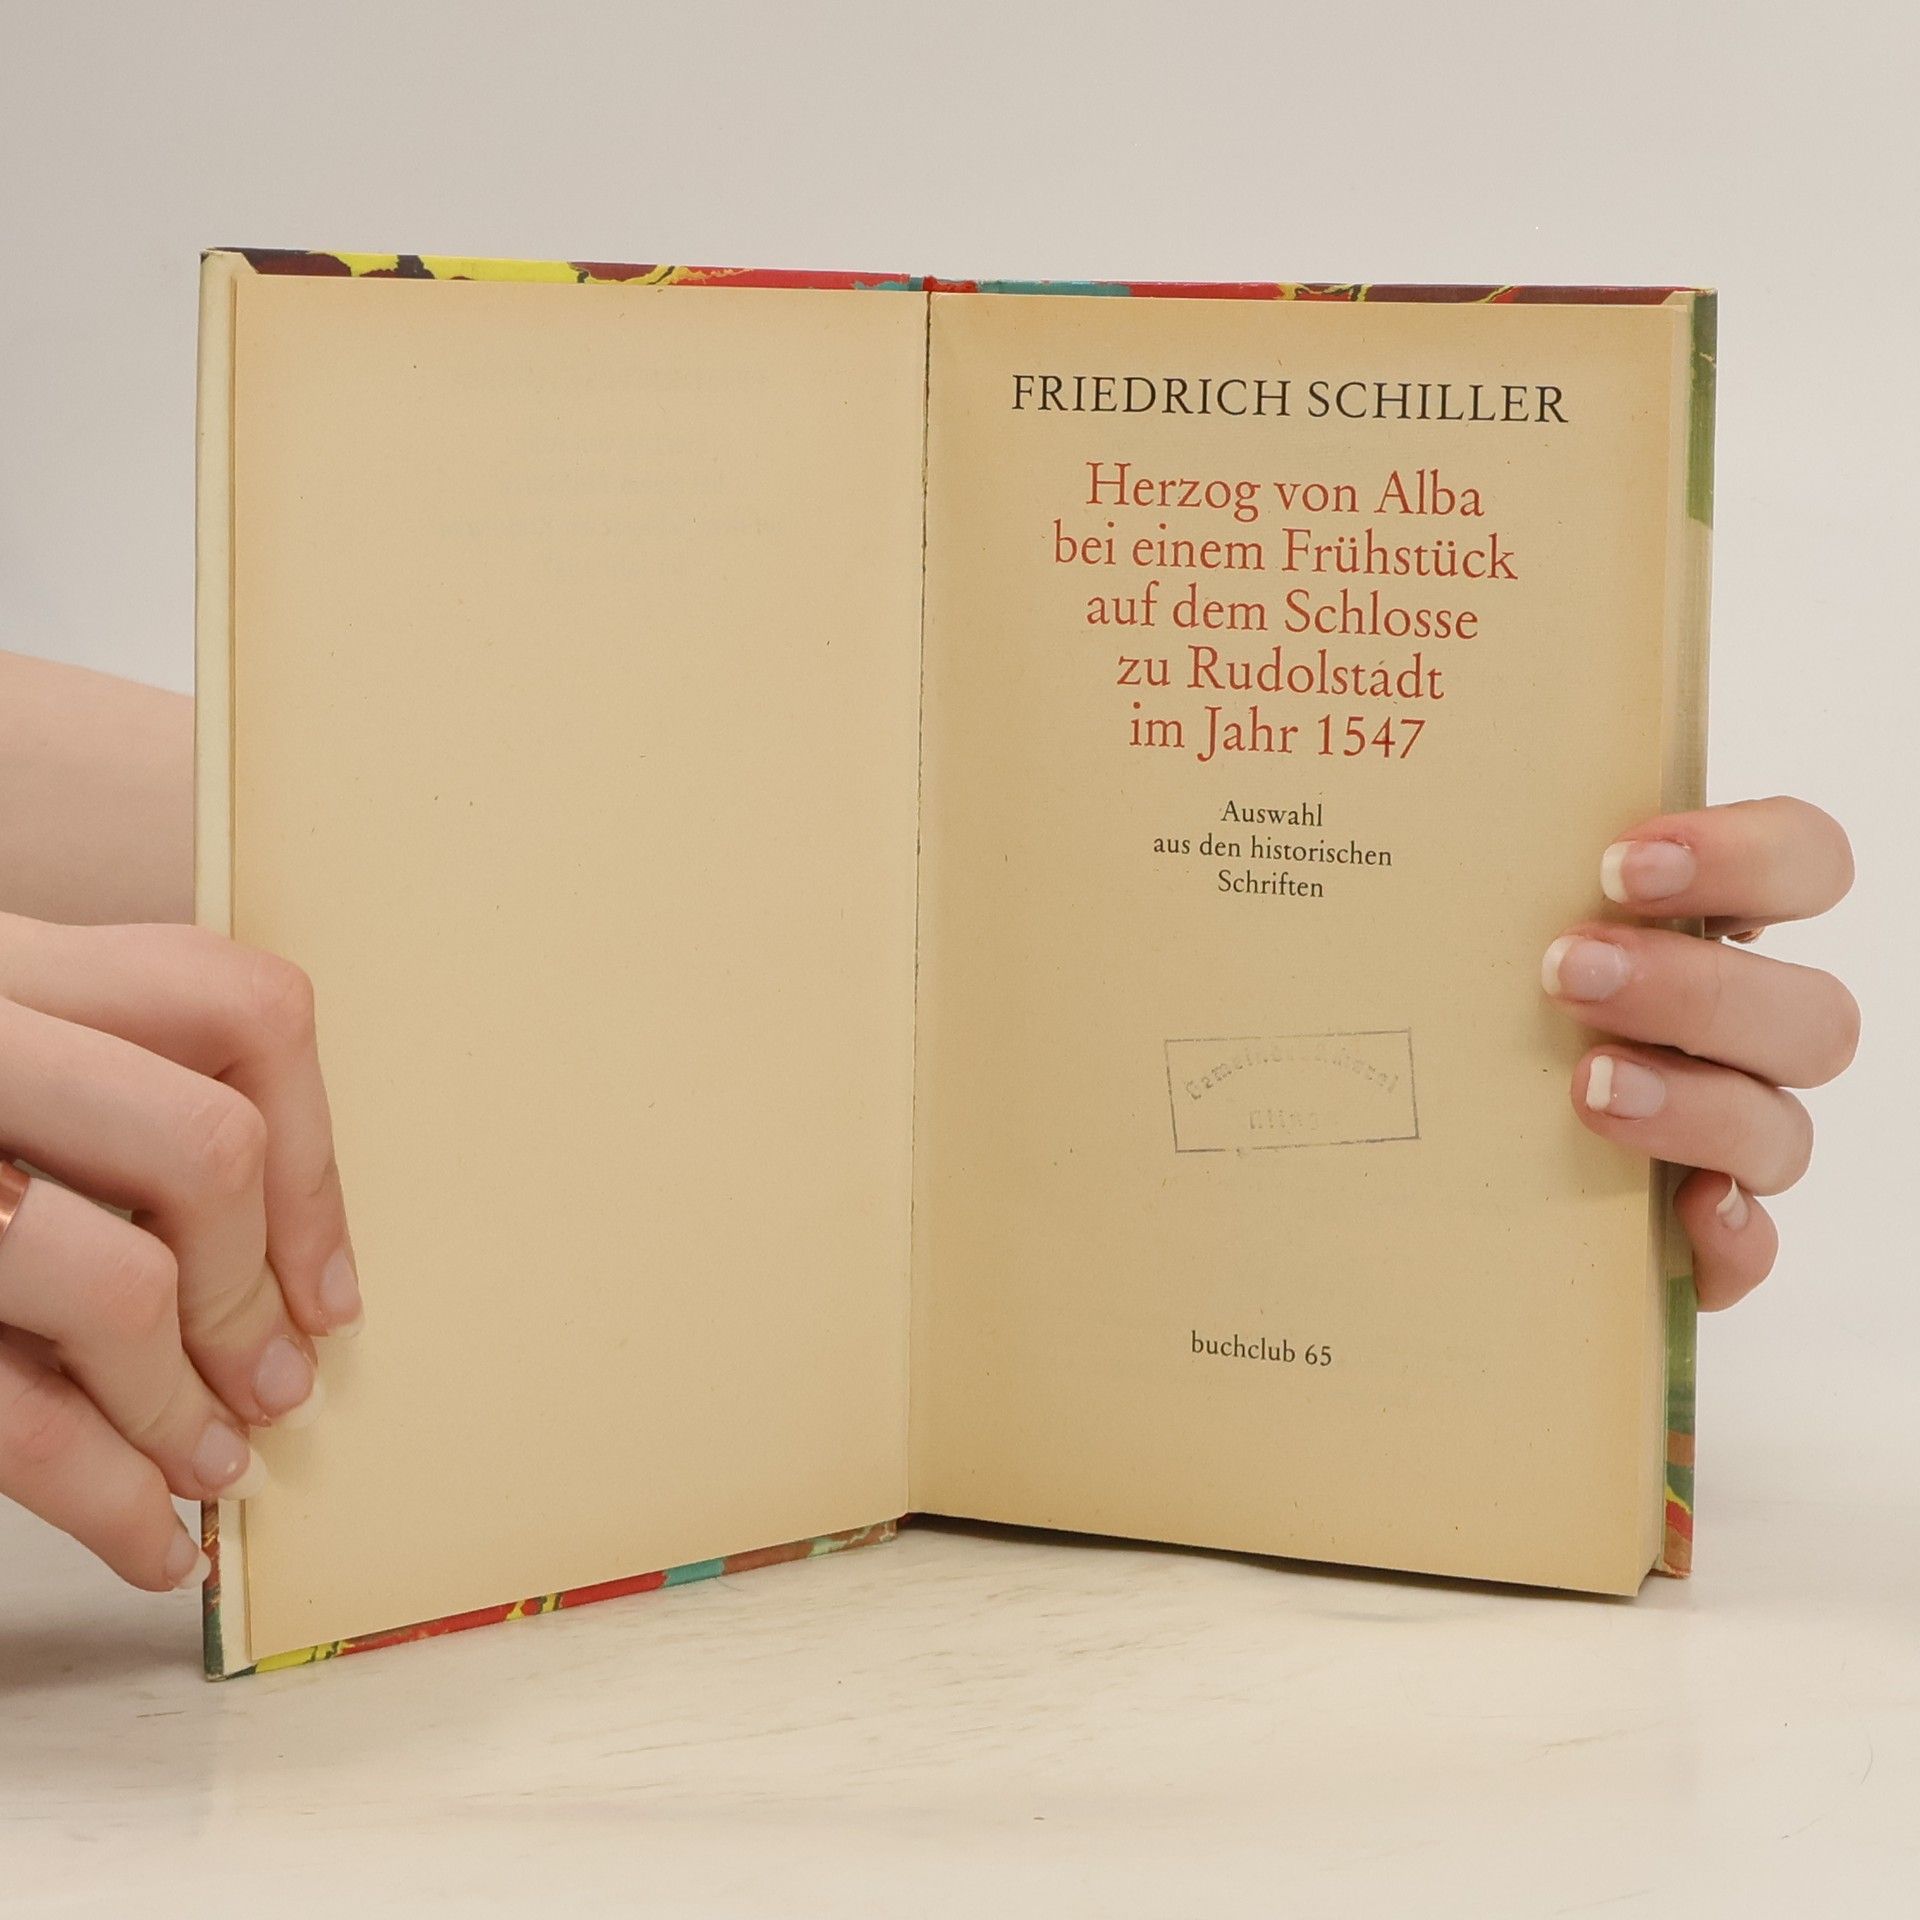 FRIEDRICH SCHILLER
Herzog von Alba
bei einem Frühstück
auf dem Schlosse
zu Rudolstadt
im Jahr 1547
Auswahl
aus den historischen
Schriften
buchclub 65